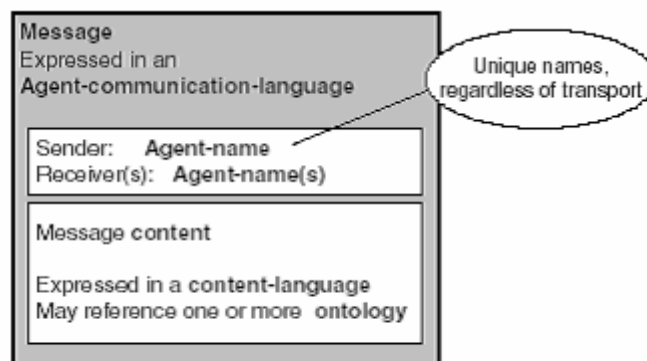 Message
Expressed in an
Agent-communication-language
Unique names,
regardless of transport
Sender: Agent-name
Receiver(s): Agent-name(s)
Message content
Expressed in a content-language
May reference one or more ontology